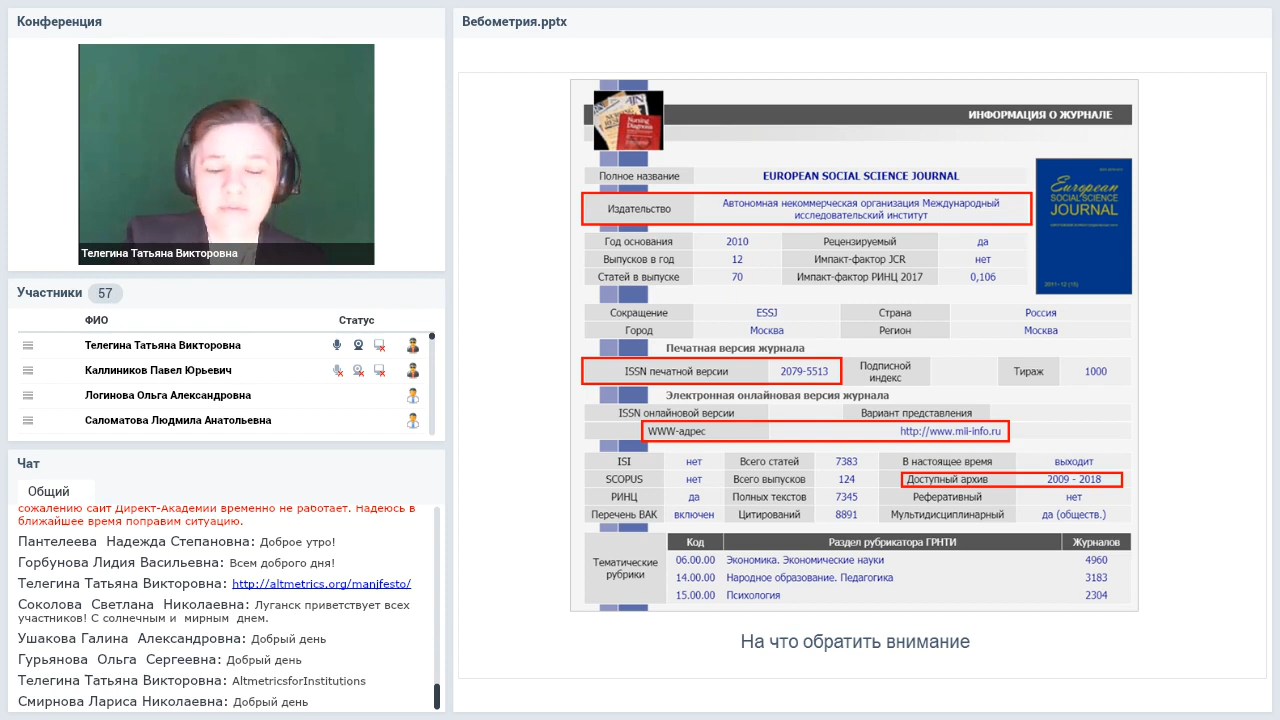 Конференция
Телегина Татьяна Викторовна
Участники 57
ФИО Статус
Телегина Татьяна Викторовна
Каллиников Павел Юрьевич
Логинова Ольга Александровна
Саломатова Людмила Анатольевна
Чат
Общий
сожалению сайт Директ-Академии временно не работает. Надеюсь в
ближайшее время поправим ситуацию.
Пантелеева Надежда Степановна: Доброе утро!
Горбунова Лидия Васильевна: Всем доброго дня!
Телегина Татьяна Викторовна: http://altmetrics.org/manifesto/
Соколова Светлана Николаевна: Луганск приветствует всех
участников! С солнечным и мирным днем.
Ушакова Галина Александровна: Добрый день
Гурьянова Ольга Сергеевна: Добрый день
Телегина Татьяна Викторовна: AltmetricsforInstitutions
Смирнова Лариса Николаевна: Добрый день
Вебометрия.pptx
ИНФОРМАЦИЯ О ЖУРНАЛЕ
Nursing
Diagnosis
Полное название EUROPEAN SOCIAL SCIENCE JOURNAL
Издательство Автономная некоммерческая организация Международный
исследовательский институт
Год основания 2010 Рецензируемый да
Выпусков в год 12 Импакт-фактор JCR нет
Статей в выпуске 70 Импакт-фактор РИНЦ 2017 0,106
European
SOCIAL SCIENCE
JOURNAL
2011-12 (15)
Сокращение ESSJ Страна Россия
Город Москва Регион Москва
Печатная версия журнала
ISSN печатной версии 2079-5513 Подписной
индекс Тираж 1000
Электронная онлайновая версия журнала
ISSN онлайновой версии Вариант представления
WWW-адрес http://www.mii-info.ru
ISI нет Всего статей 7383 В настоящее время выходит
SCOPUS нет Всего выпусков 124 Доступный архив 2009 - 2018
РИНЦ да Полных текстов 7345 Реферативный нет
Перечень ВАК включен Цитирований 8891 Мультидисциплинарный да (обществ.)
Тематические
рубрики
Код Раздел рубрикатора ГРНТИ Журналов
06.00.00 Экономика. Экономические науки 4960
14.00.00 Народное образование. Педагогика 3183
15.00.00 Психология 2304
На что обратить внимание